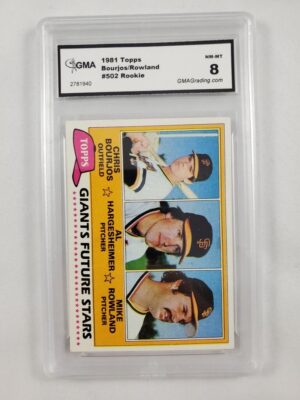 GMA
2781940
1981 Topps
Bourjos/Rowland
#502 Rookie
NM-MT
8
GMAGrading.com
CHRIS
BOURJOS
OUTFIELD
AL
HARGESHEIMER
PITCHER
MIKE
ROWLAND
PITCHER
TOPPS
GIANTS FUTURE STARS